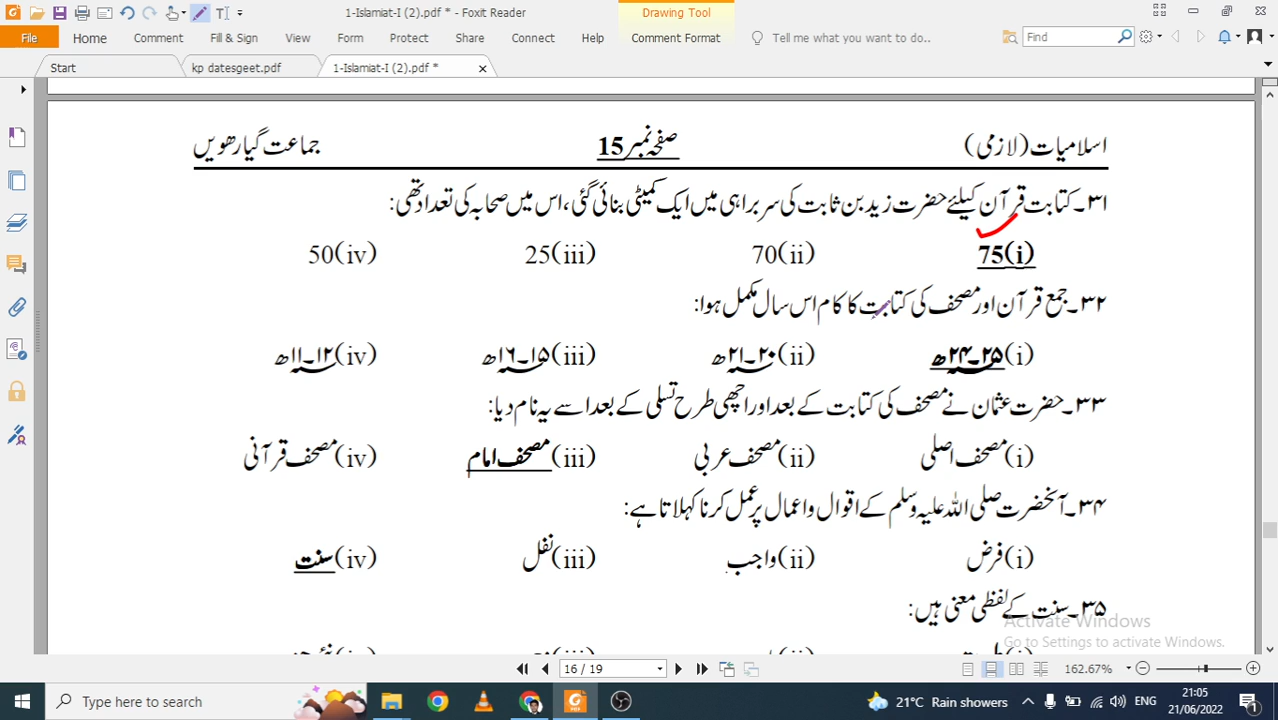 1-Islamiat-I (2).pdf * - Foxit Reader
Drawing Tool
File Home Comment Fill & Sign View Form Protect Share Connect Help Comment Format Tell me what you want to do.. Find
Start kp datesgeet.pdf 1-Islamiat-I (2).pdf *
اسلامیات (لازمی) صفحہ نمبر 15 جماعت گیارھویں
۳۱۔ کتابت قرآن کیلئے حضرت زید بن ثابت کی سربراہی میں ایک کمیٹی بنائی گئی، اس میں صحابہ کی تعداد تھی:
(i) 75 (ii) 70 (iii) 25 (iv) 50
۳۲۔ جمع قرآن اور مصحف کی کتابت کا کام اس سال مکمل ہوا:
(i) ۲۴۔۲۵ھ (ii) ۲۰۔۲۱ھ (iii) ۱۵۔۱۶ھ (iv) ۱۲۔۱۱ھ
۳۳۔ حضرت عثمان نے مصحف کی کتابت کے بعد اور اچھی طرح تسلی کے بعد اسے یہ نام دیا:
(i) مصحف اصلی (ii) مصحف عربی (iii) مصحف امام (iv) مصحف قرآنی
۳۴۔ آنحضرت صلی اللہ علیہ وسلم کے اقوال و اعمال پر عمل کرنا کہلاتا ہے:
(i) فرض (ii) واجب (iii) نفل (iv) سنت
۳۵۔ سنت کے لفظی معنی ہیں:
Activate Windows
Go to Settings to activate Windows.
16 / 19 162.67%
Type here to search 21°C Rain showers ENG 21:05
21/06/2022
1